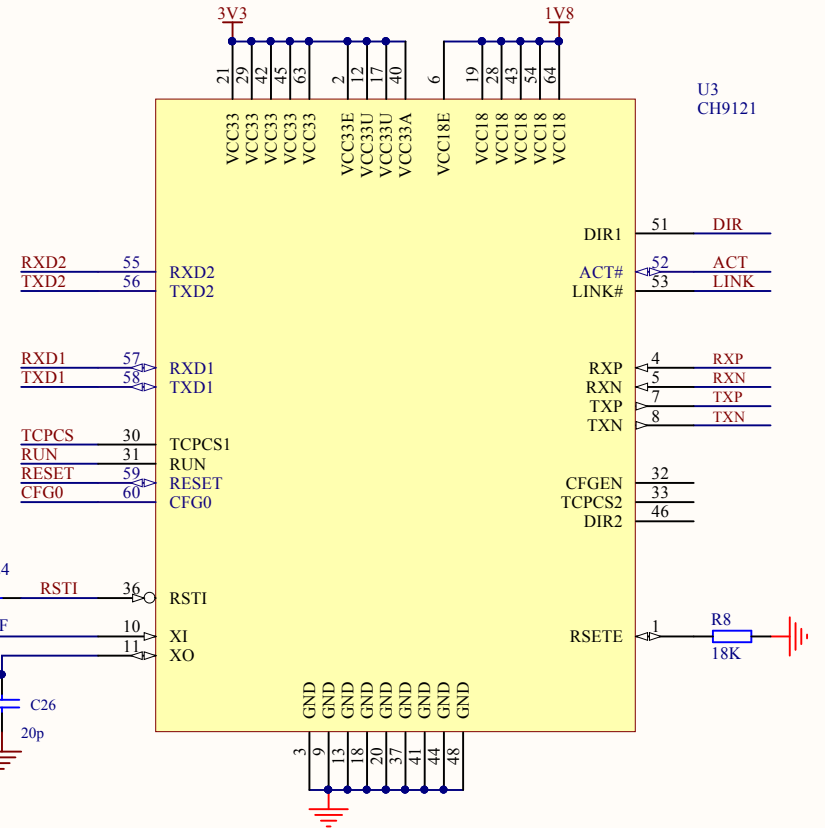 3V3
1V8
21
29
42
45
63
2
12
17
40
6
19
28
43
54
64
U3
CH9121
VCC33
VCC33
VCC33
VCC33
VCC33
VCC33E
VCC33U
VCC33U
VCC33A
VCC18E
VCC18
VCC18
VCC18
VCC18
VCC18
DIR1 51 DIR
RXD2 55 RXD2
ACT# 52 ACT
TXD2 56 TXD2
LINK# 53 LINK
RXD1 57 RXD1
RXP 4 RXP
TXD1 58 TXD1
RXN 5 RXN
TXP 7 TXP
TXN 8 TXN
TCPCS 30 TCPCS1
RUN 31 RUN
RESET 59 RESET
CFGEN 32
CFG0 60 CFG0
TCPCS2 33
DIR2 46
4
RSTI 36 RSTI
F
10 XI
RSETE 1
R8
18K
11 XO
C26
20p
GND
GND
GND
GND
GND
GND
GND
GND
GND
3
9
13
18
20
37
41
44
48